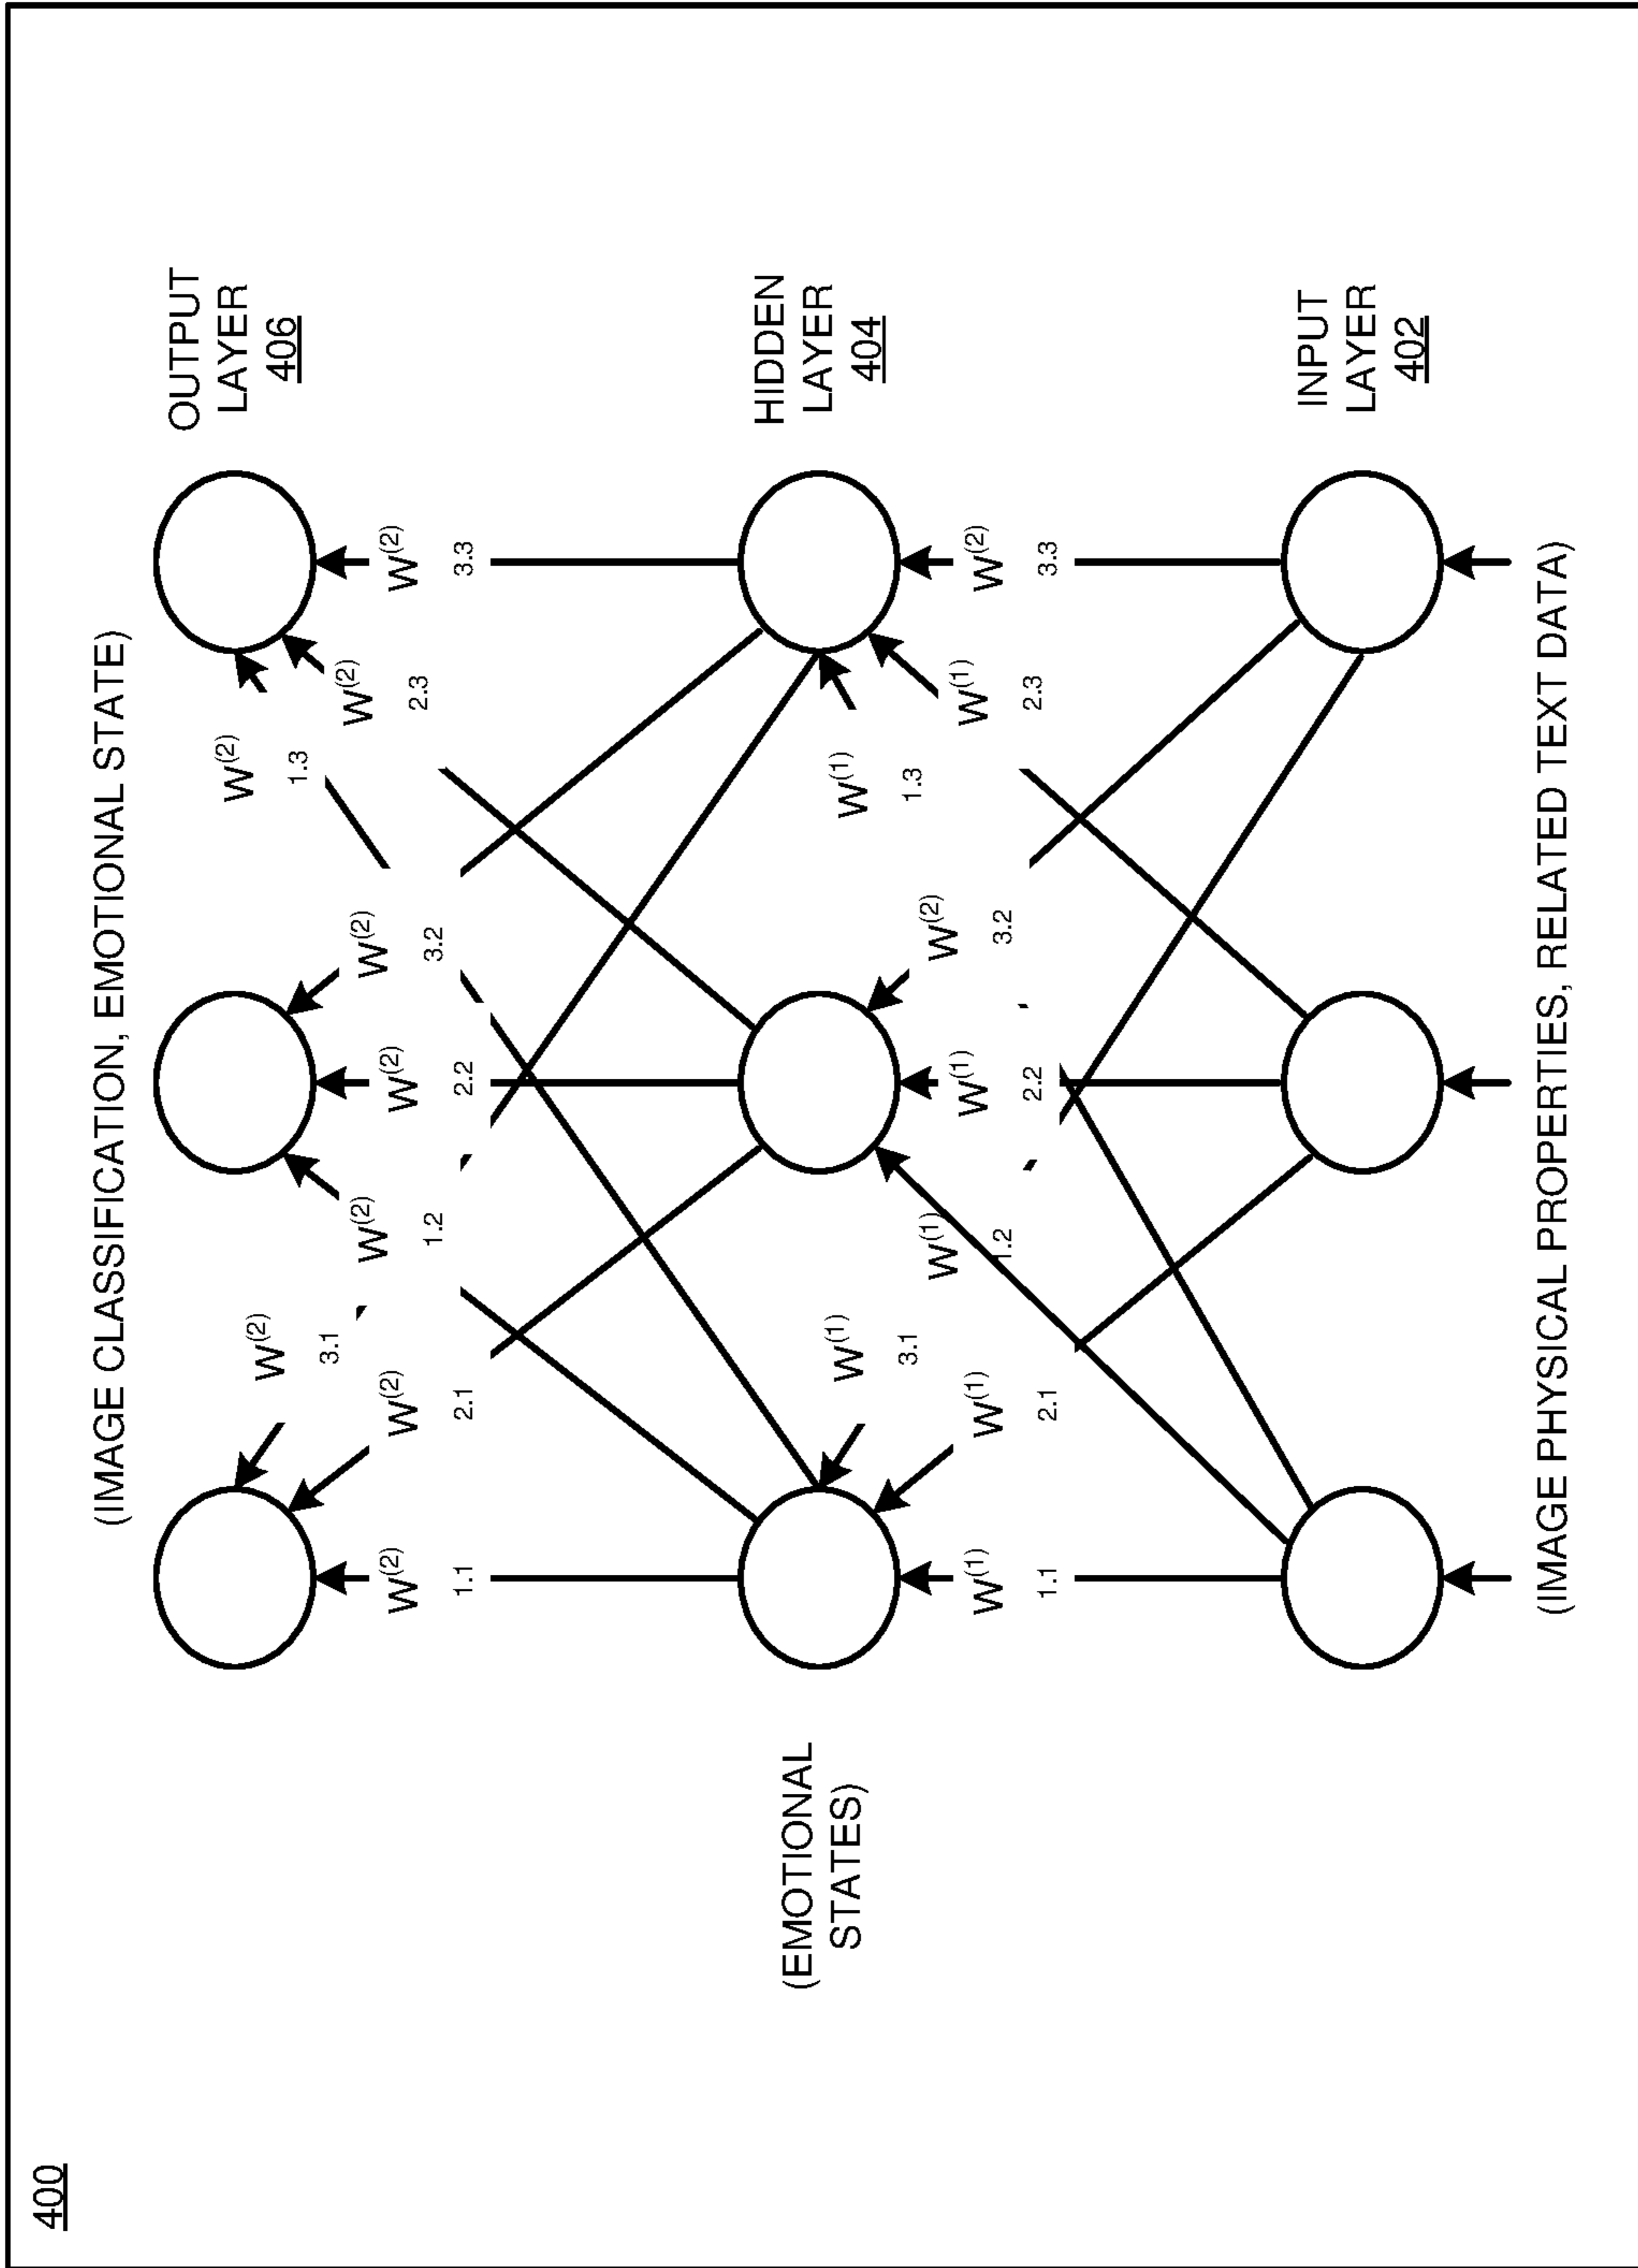 400
(IMAGE CLASSIFICATION, EMOTIONAL STATE)
OUTPUT
LAYER
406
W(2)
1.3
W(2)
3.1
W(2)
2.3
W(2)
1.2
W(2)
3.2
W(2)
1.1
W(2)
2.1
W(2)
2.2
W(2)
3.3
(EMOTIONAL
STATES)
HIDDEN
LAYER
404
W(1)
3.1
W(1)
1.3
W(1)
1.2
W(2)
3.2
W(1)
2.2
W(1)
2.3
W(1)
1.1
W(1)
2.1
W(2)
3.3
INPUT
LAYER
402
(IMAGE PHYSICAL PROPERTIES, RELATED TEXT DATA)